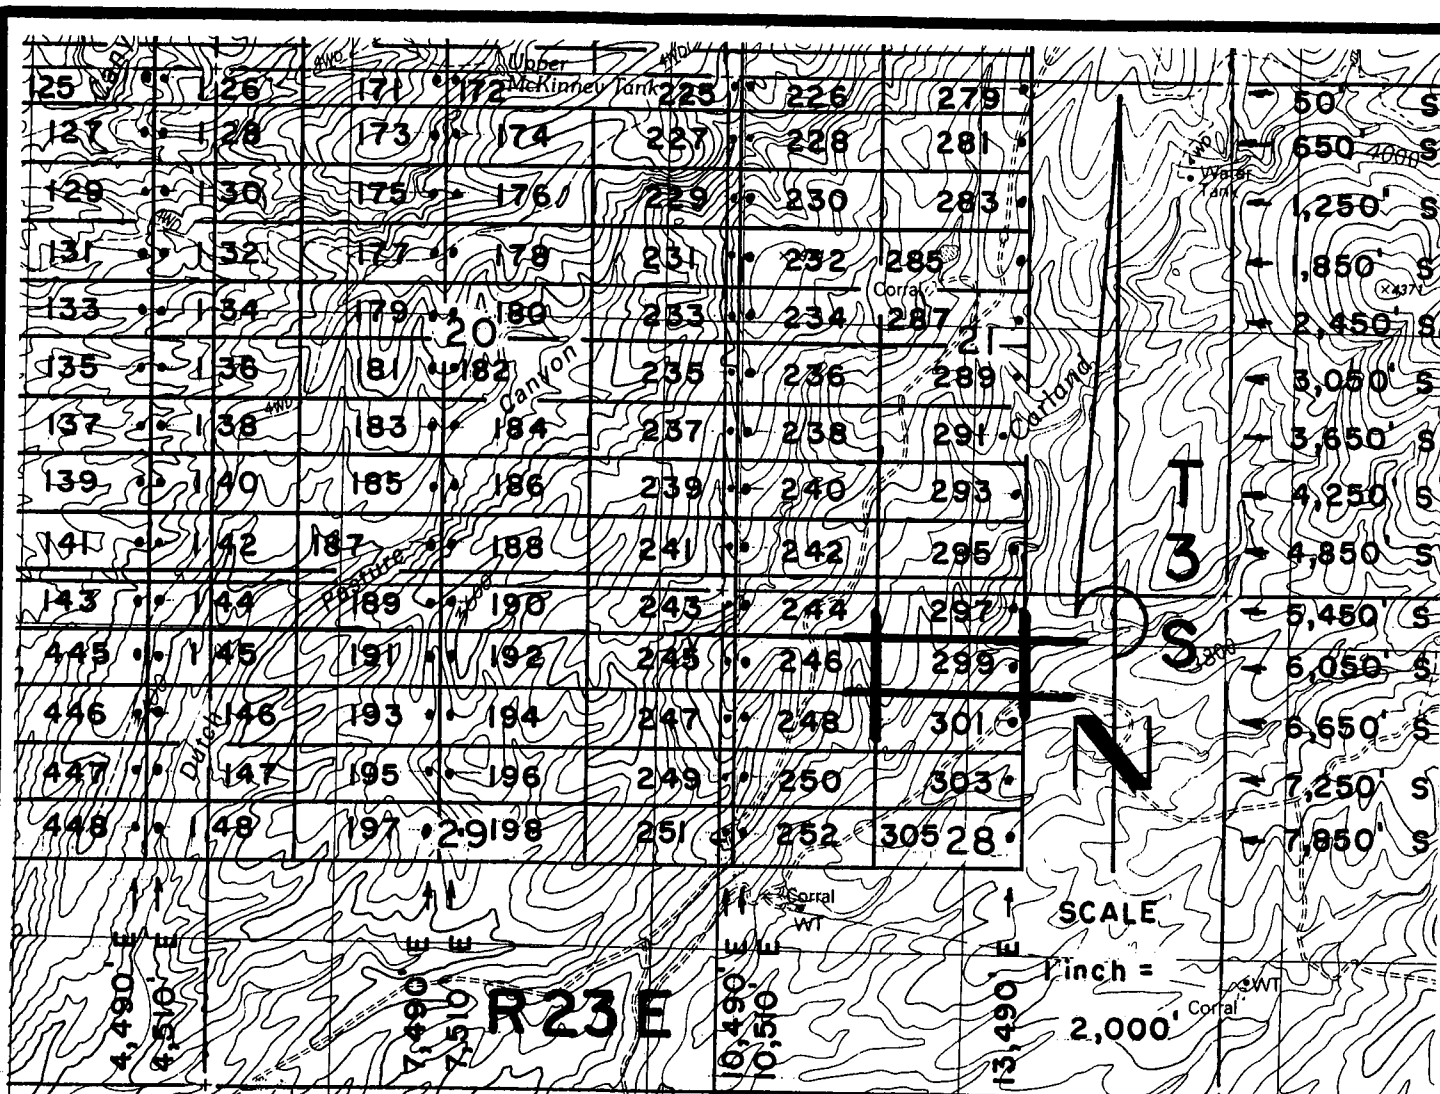 Upper
4WD 4WD
125 126 171 172 McKinney Tank 225 226 279 50' S
127 128 173 174 227 228 281 650' S
4WD 4000
Water
Tank
129 130 175 176 229 230 283 1,250' S
4WD
131 132 177 178 231 232 285 1,850' S
Corral ×4371
133 134 179 180 233 234 287 2,450' S
20 21
135 136 181 182 235 236 289 3,050' S
Canyon Garland
4WD
137 138 183 184 237 238 291 3,650' S
139 140 185 186 239 240 293 T 4,250' S
141 142 187 188 241 242 295 3 4,850' S
Pasture
143 144 189 190 243 244 297 5,450' S
S
445 145 191 192 245 246 299 6,050' S
446 146 193 194 247 248 301 6,650' S
Dutch N
447 147 195 196 249 250 303 7,250' S
448 148 197 29 198 251 252 305 28 7,850' S
Corral
WT
SCALE
1 inch =
2,000'
WT
Corral
4,490' E
4,510' E
7,490' E
7,510' E
R 23 E
10,490' E
10,510' E
13,490' E